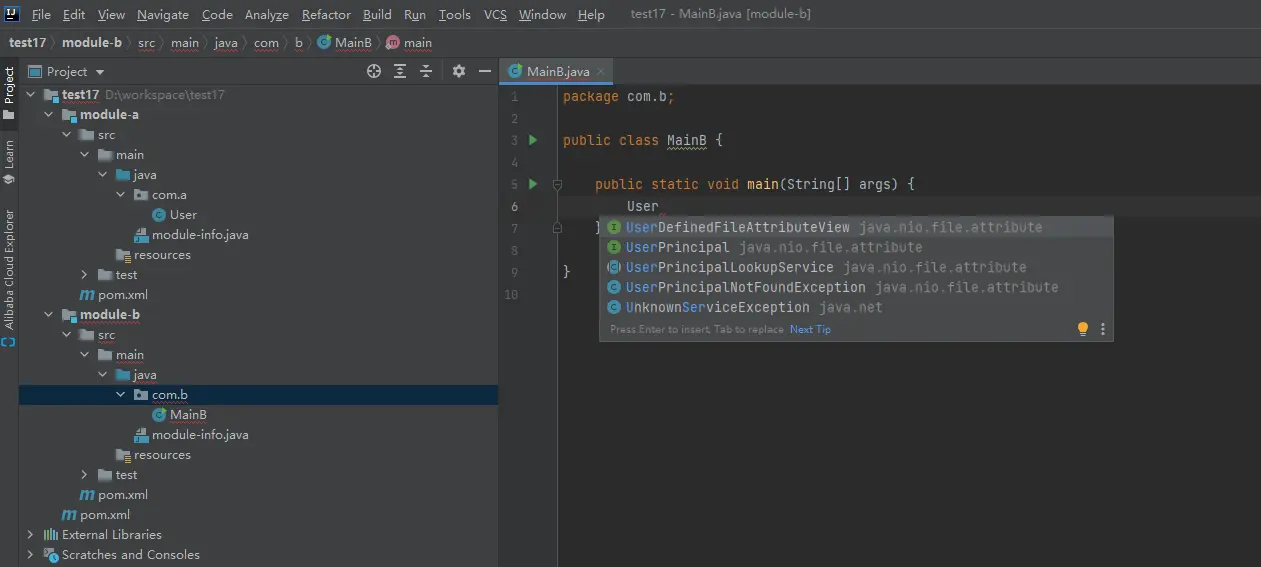 File Edit View Navigate Code Analyze Refactor Build Run Tools VCS Window Help test17 - MainB.java [module-b]
test17 module-b src main java com b MainB main
Project
Learn
Alibaba Cloud Explorer
Project
test17 D:\workspace\test17
module-a
src
main
java
com.a
User
module-info.java
resources
test
pom.xml
module-b
src
main
java
com.b
MainB
module-info.java
resources
test
pom.xml
pom.xml
External Libraries
Scratches and Consoles
MainB.java
1 package com.b;
2
3 public class MainB {
4
5 public static void main(String[] args) {
6 User
7 }
8
9 }
10
UserDefinedFileAttributeView java.nio.file.attribute
UserPrincipal java.nio.file.attribute
UserPrincipalLookupService java.nio.file.attribute
UserPrincipalNotFoundException java.nio.file.attribute
UnknownServiceException java.net
Press Enter to insert, Tab to replace Next Tip